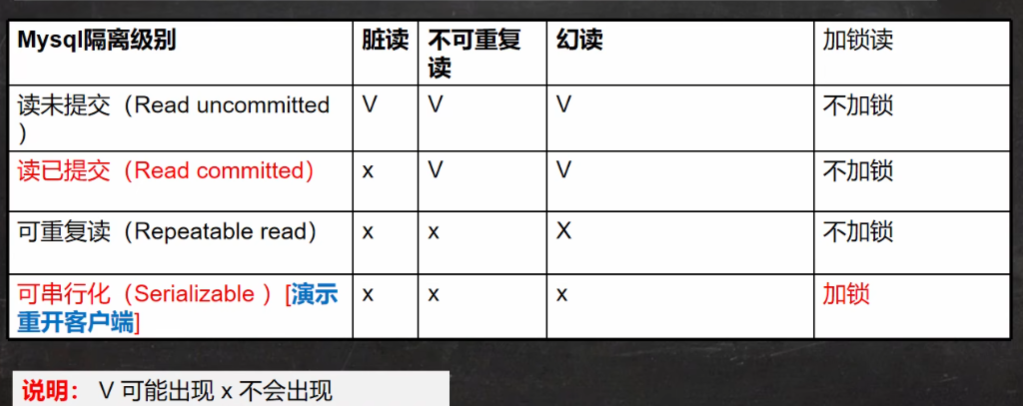 Mysql隔离级别 脏读 不可重复 幻读 加锁读
读
读未提交（Read uncommitted V V V 不加锁
）
读已提交（Read committed） x V V 不加锁
可重复读（Repeatable read） x x X 不加锁
可串行化（Serializable ）[演示 x x x 加锁
重开客户端]
说明： V 可能出现 x 不会出现